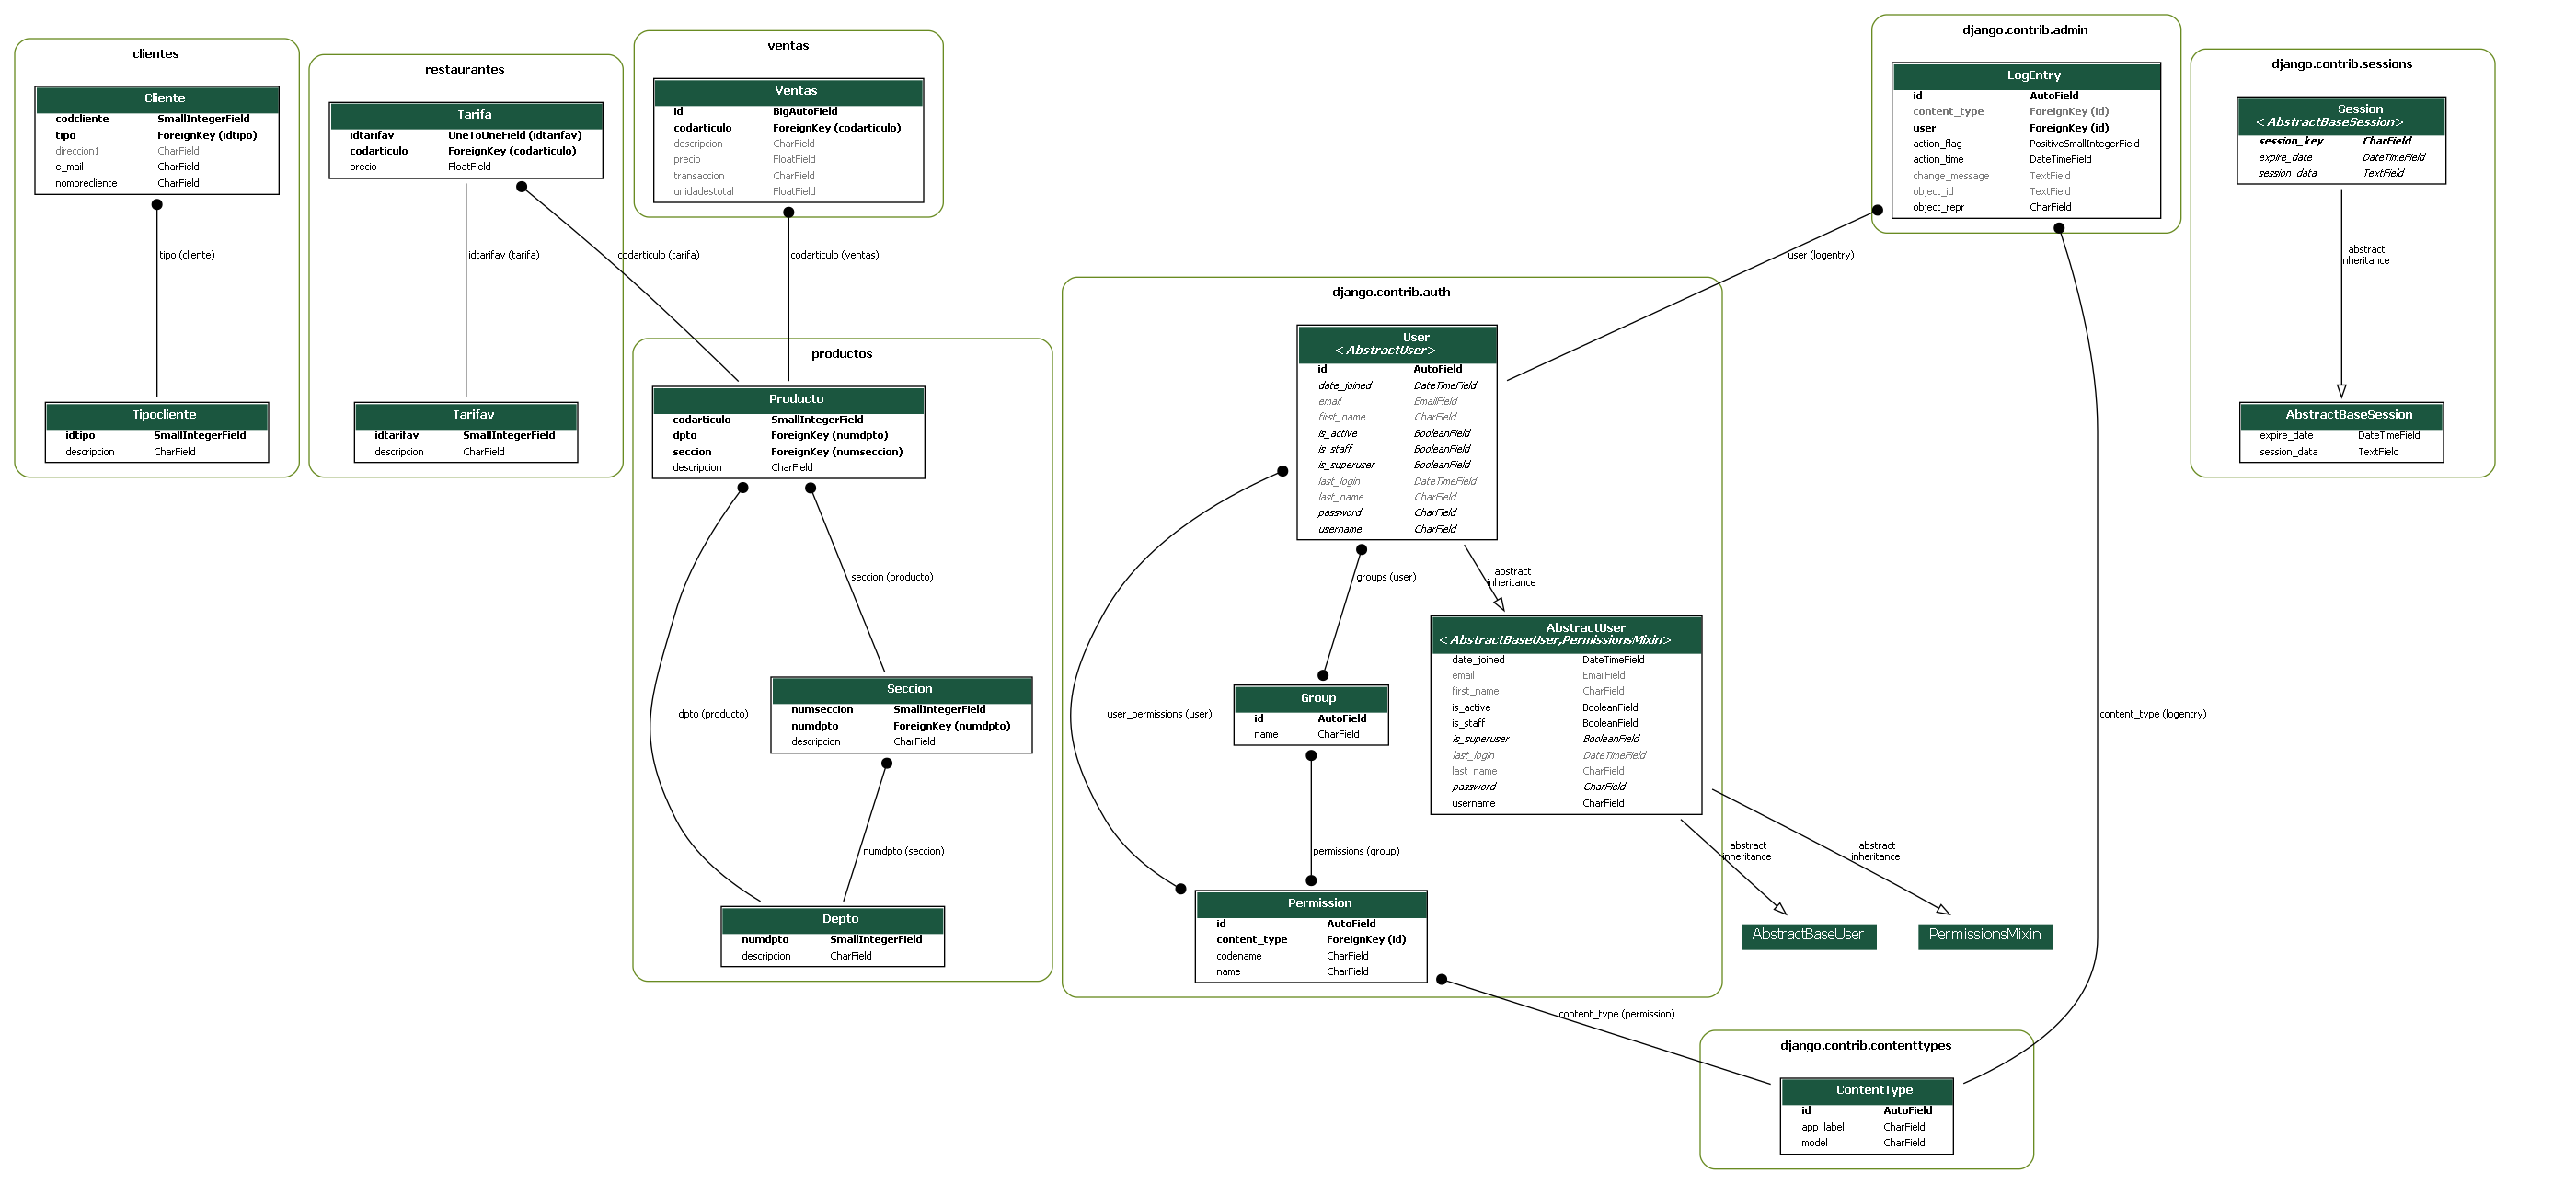 clientes
Cliente
codcliente SmallIntegerField
tipo ForeignKey (idtipo)
direccion1 CharField
e_mail CharField
nombrecliente CharField
tipo (cliente)
Tipocliente
idtipo SmallIntegerField
descripcion CharField
restaurantes
Tarifa
idtarifav OneToOneField (idtarifav)
codarticulo ForeignKey (codarticulo)
precio FloatField
idtarifav (tarifa)
codarticulo (tarifa)
Tarifav
idtarifav SmallIntegerField
descripcion CharField
ventas
Ventas
id BigAutoField
codarticulo ForeignKey (codarticulo)
descripcion CharField
precio FloatField
transaccion CharField
unidadestotal FloatField
codarticulo (ventas)
productos
Producto
codarticulo SmallIntegerField
dpto ForeignKey (numdpto)
seccion ForeignKey (numseccion)
descripcion CharField
seccion (producto)
dpto (producto)
Seccion
numseccion SmallIntegerField
numdpto ForeignKey (numdpto)
descripcion CharField
numdpto (seccion)
Depto
numdpto SmallIntegerField
descripcion CharField
django.contrib.auth
User
<AbstractUser>
id AutoField
date_joined DateTimeField
email EmailField
first_name CharField
is_active BooleanField
is_staff BooleanField
is_superuser BooleanField
last_login DateTimeField
last_name CharField
password CharField
username CharField
groups (user)
abstract
inheritance
user_permissions (user)
AbstractUser
<AbstractBaseUser,PermissionsMixin>
date_joined DateTimeField
email EmailField
first_name CharField
is_active BooleanField
is_staff BooleanField
is_superuser BooleanField
last_login DateTimeField
last_name CharField
password CharField
username CharField
Group
id AutoField
name CharField
permissions (group)
Permission
id AutoField
content_type ForeignKey (id)
codename CharField
name CharField
abstract
inheritance
abstract
inheritance
AbstractBaseUser
PermissionsMixin
content_type (permission)
django.contrib.admin
LogEntry
id AutoField
content_type ForeignKey (id)
user ForeignKey (id)
action_flag PositiveSmallIntegerField
action_time DateTimeField
change_message TextField
object_id TextField
object_repr CharField
user (logentry)
content_type (logentry)
django.contrib.sessions
Session
<AbstractBaseSession>
session_key CharField
expire_date DateTimeField
session_data TextField
abstract
inheritance
AbstractBaseSession
expire_date DateTimeField
session_data TextField
django.contrib.contenttypes
ContentType
id AutoField
app_label CharField
model CharField